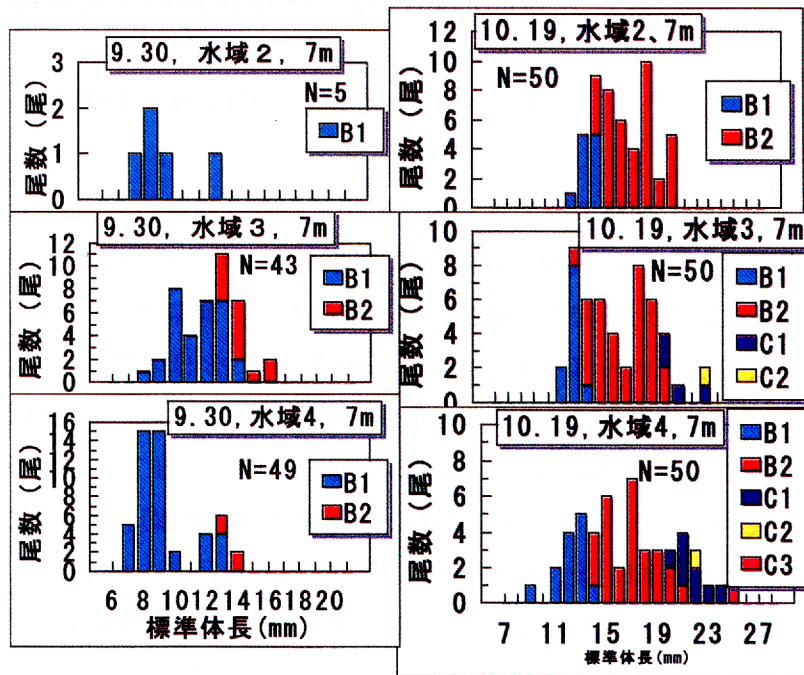 9.30, 水域2, 7m
3
2
1
0
尾数(尾)
N=5
B1
9.30, 水域3, 7m
12
10
8
6
4
2
0
尾数(尾)
N=43
B1
B2
9.30, 水域4, 7m
16
14
12
10
8
6
4
2
0
尾数(尾)
N=49
B1
B2
6 8 10 12 14 16 18 20
標準体長(mm)
10.19, 水域2、7m
12
10
8
6
4
2
0
尾数(尾)
N=50
B1
B2
10.19, 水域3, 7m
10
8
6
4
2
0
尾数(尾)
N=50
B1
B2
C1
C2
10.19, 水域4, 7m
10
8
6
4
2
0
尾数(尾)
N=50
B1
B2
C1
C2
C3
7 11 15 19 23 27
標準体長(mm)